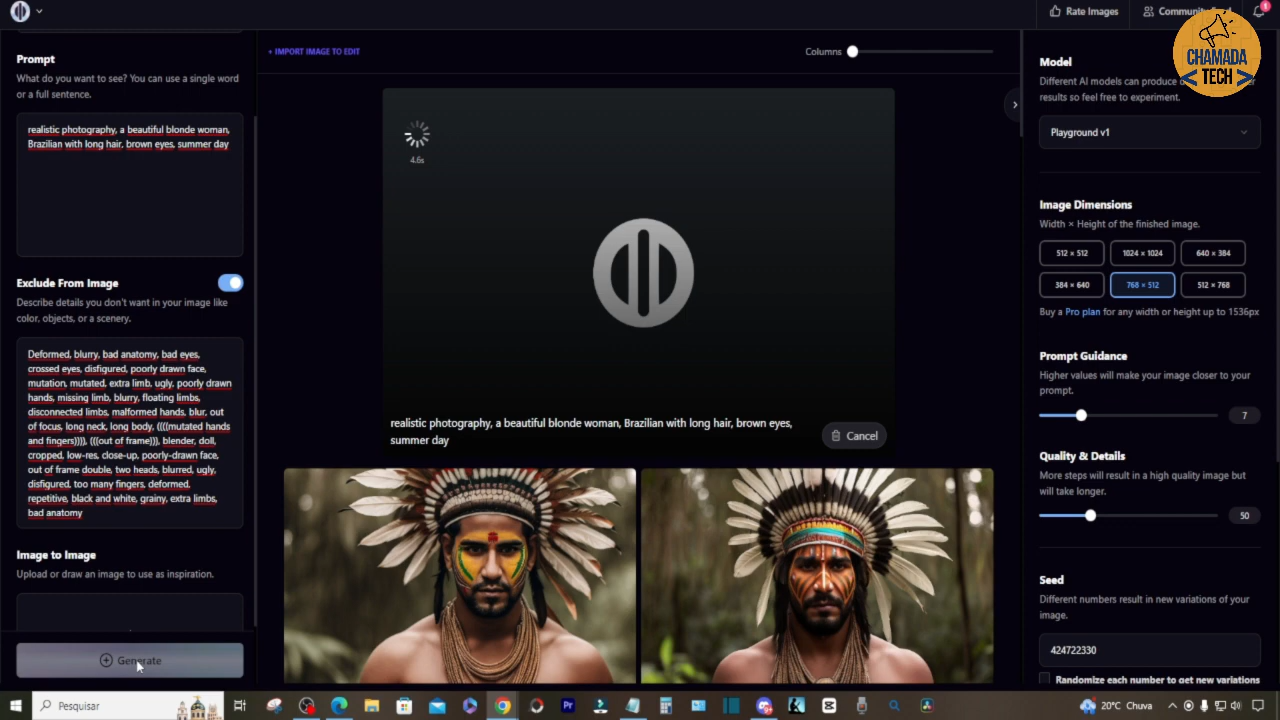 Rate Images
Community
1
CHAMADA
< TECH >
Prompt
What do you want to see? You can use a single word
or a full sentence.
realistic photography, a beautiful blonde woman,
Brazilian with long hair, brown eyes, summer day
Exclude From Image
Describe details you don't want in your image like
color, objects, or a scenery.
Deformed, blurry, bad anatomy, bad eyes,
crossed eyes, disfigured, poorly drawn face,
mutation, mutated, extra limb, ugly, poorly drawn
hands, missing limb, blurry, floating limbs,
disconnected limbs, malformed hands, blur, out
of focus, long neck, long body, ((((mutated hands
and fingers)))), (((out of frame))), blender, doll,
cropped, low-res, close-up, poorly-drawn face,
out of frame double, two heads, blurred, ugly,
disfigured, too many fingers, deformed,
repetitive, black and white, grainy, extra limbs,
bad anatomy
Image to Image
Upload or draw an image to use as inspiration.
Generate
+ IMPORT IMAGE TO EDIT
Columns
4.6s
realistic photography, a beautiful blonde woman, Brazilian with long hair, brown eyes,
summer day
Cancel
Model
Different AI models can produce
results so feel free to experiment.
Playground v1
Image Dimensions
Width × Height of the finished image.
512 × 512
1024 × 1024
640 × 384
384 × 640
768 × 512
512 × 768
Buy a Pro plan for any width or height up to 1536px
Prompt Guidance
Higher values will make your image closer to your
prompt.
7
Quality & Details
More steps will result in a high quality image but
will take longer.
50
Seed
Different numbers result in new variations of your
image.
424722330
Randomize each number to get new variations
Pesquisar
Pr
20°C Chuva